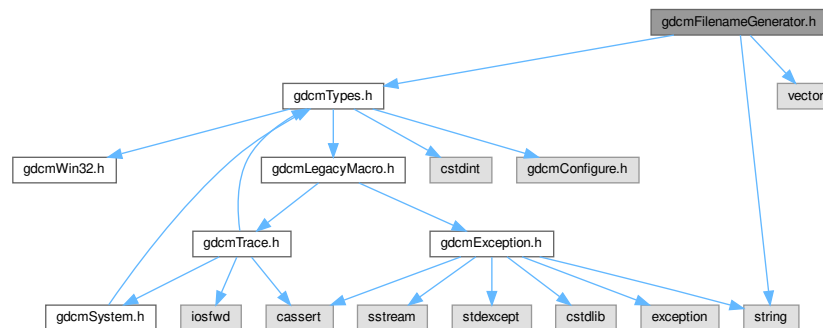 gdcmFilenameGenerator.h
gdcmTypes.h
vector
gdcmWin32.h
gdcmLegacyMacro.h
cstdint
gdcmConfigure.h
gdcmTrace.h
gdcmException.h
gdcmSystem.h
iosfwd
cassert
sstream
stdexcept
cstdlib
exception
string